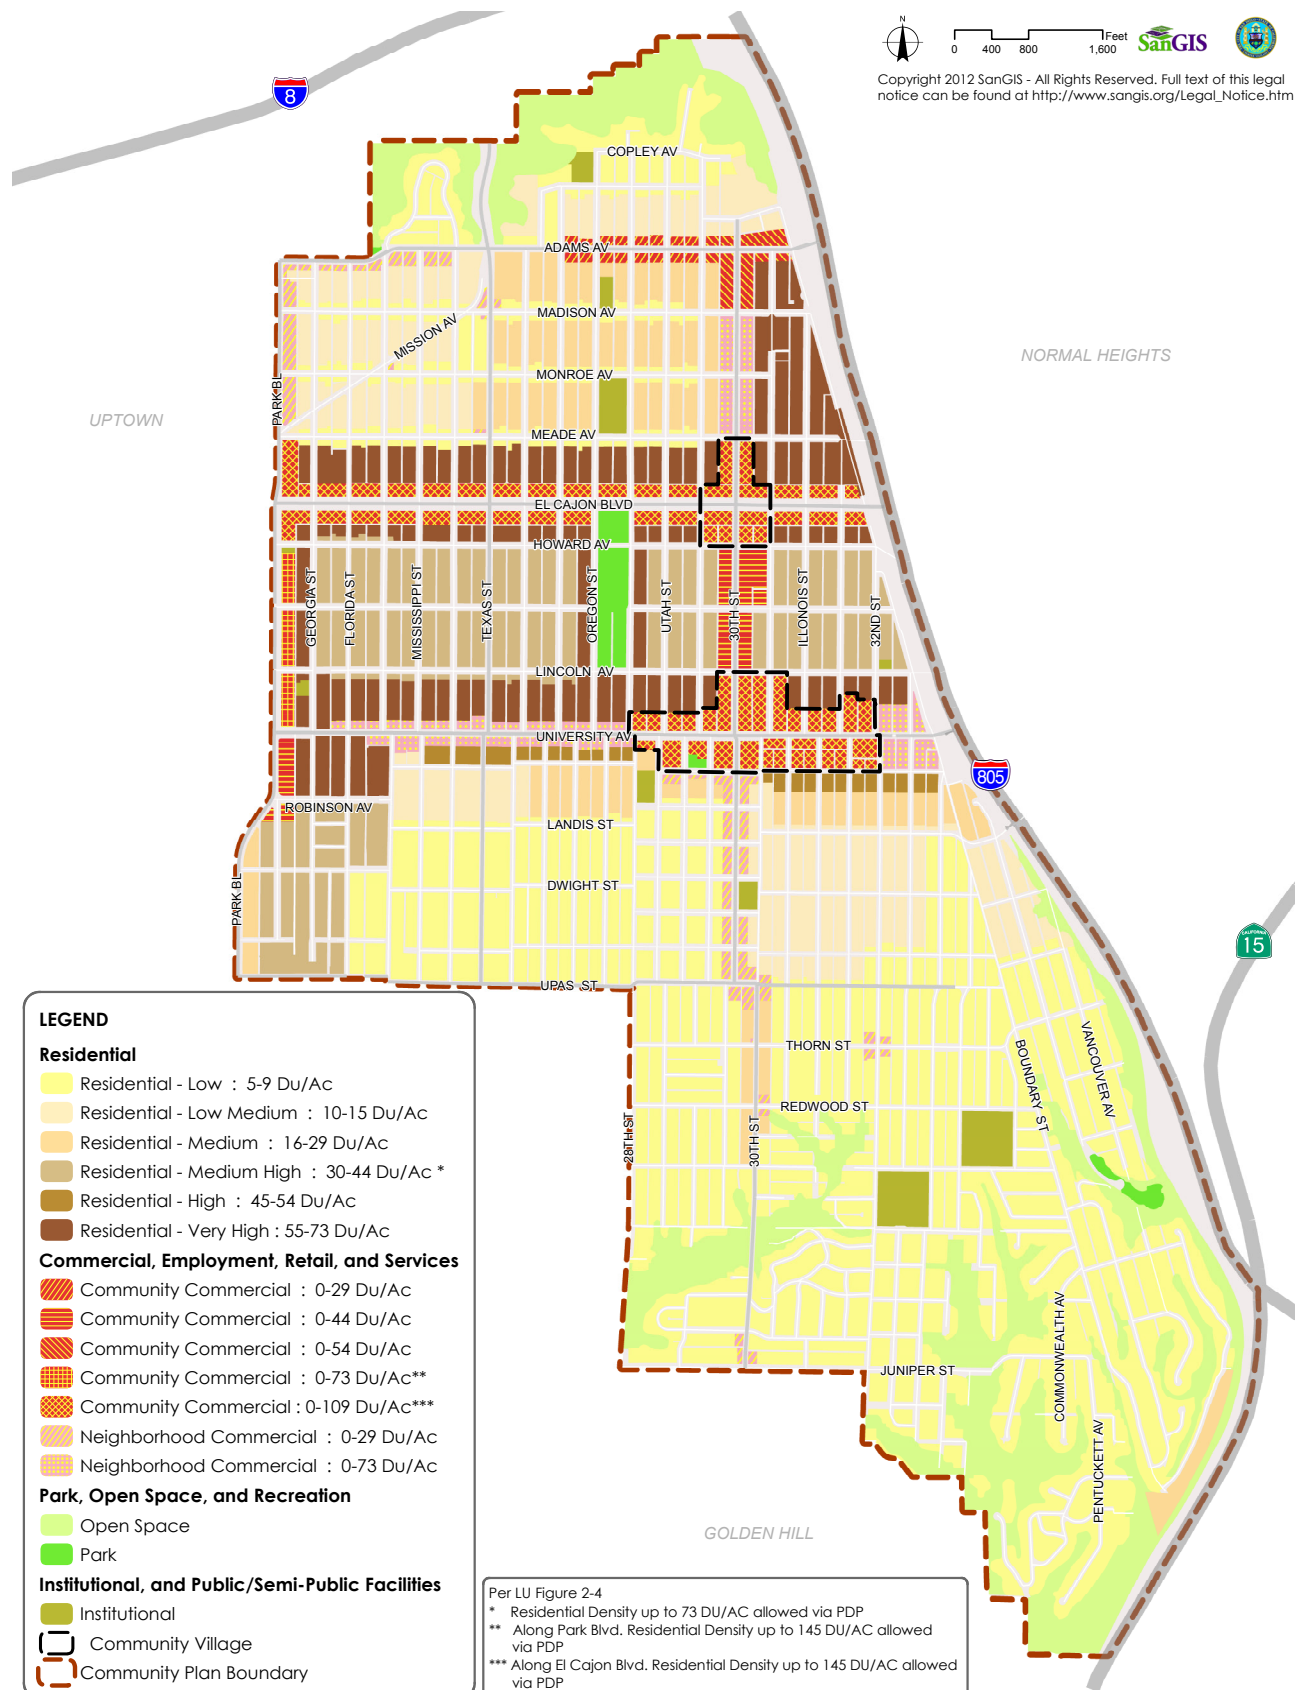 N
0 400 800 1,600 Feet
SanGIS
Copyright 2012 SanGIS - All Rights Reserved. Full text of this legal
notice can be found at http://www.sangis.org/Legal_Notice.htm
8
COPLEY AV
ADAMS AV
MADISON AV
MISSION AV
NORMAL HEIGHTS
MONROE AV
PARK BL
UPTOWN
MEADE AV
EL CAJON BLVD
HOWARD AV
GEORGIA ST
FLORIDA ST
MISSISSIPPI ST
TEXAS ST
OREGON ST
UTAH ST
30TH ST
ILLINOIS ST
32ND ST
LINCOLN AV
UNIVERSITY AV
805
ROBINSON AV
LANDIS ST
DWIGHT ST
PARK BL
CALIFORNIA
15
UPAS ST
THORN ST
BOUNDARY ST
VANCOUVER AV
REDWOOD ST
28TH ST
30TH ST
COMMONWEALTH AV
JUNIPER ST
PENTUCKETT AV
GOLDEN HILL
LEGEND
Residential
Residential - Low : 5-9 Du/Ac
Residential - Low Medium : 10-15 Du/Ac
Residential - Medium : 16-29 Du/Ac
Residential - Medium High : 30-44 Du/Ac *
Residential - High : 45-54 Du/Ac
Residential - Very High : 55-73 Du/Ac
Commercial, Employment, Retail, and Services
Community Commercial : 0-29 Du/Ac
Community Commercial : 0-44 Du/Ac
Community Commercial : 0-54 Du/Ac
Community Commercial : 0-73 Du/Ac**
Community Commercial : 0-109 Du/Ac***
Neighborhood Commercial : 0-29 Du/Ac
Neighborhood Commercial : 0-73 Du/Ac
Park, Open Space, and Recreation
Open Space
Park
Institutional, and Public/Semi-Public Facilities
Institutional
Community Village
Community Plan Boundary
Per LU Figure 2-4
* Residential Density up to 73 DU/AC allowed via PDP
** Along Park Blvd. Residential Density up to 145 DU/AC allowed
via PDP
*** Along El Cajon Blvd. Residential Density up to 145 DU/AC allowed
via PDP